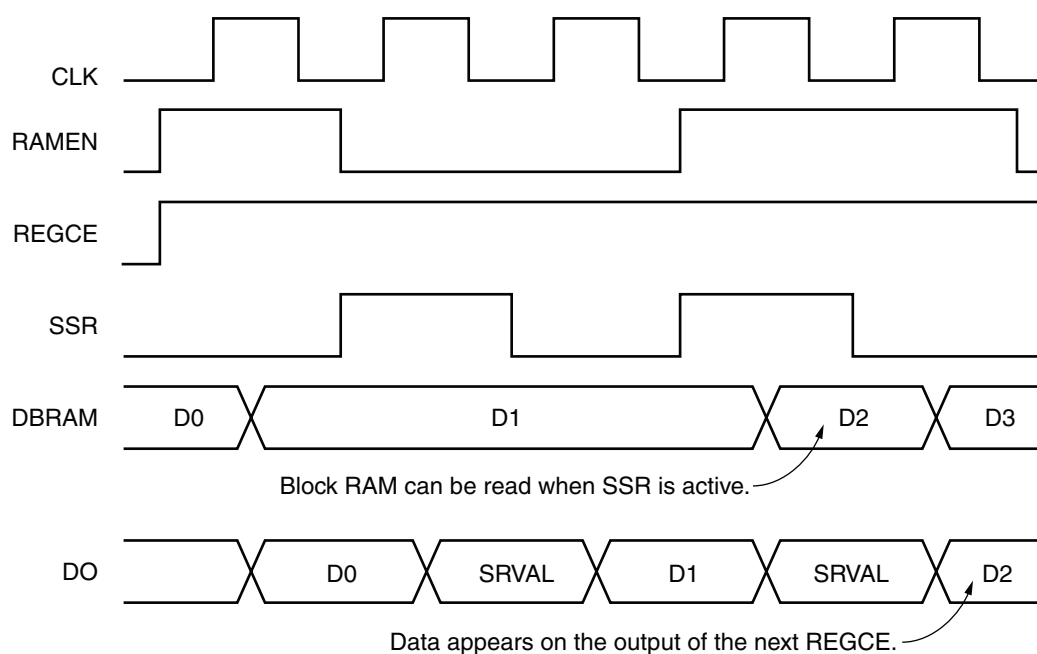 CLK
RAMEN
REGCE
SSR
DBRAM D0 D1 D2 D3
Block RAM can be read when SSR is active.
DO D0 SRVAL D1 SRVAL D2
Data appears on the output of the next REGCE.